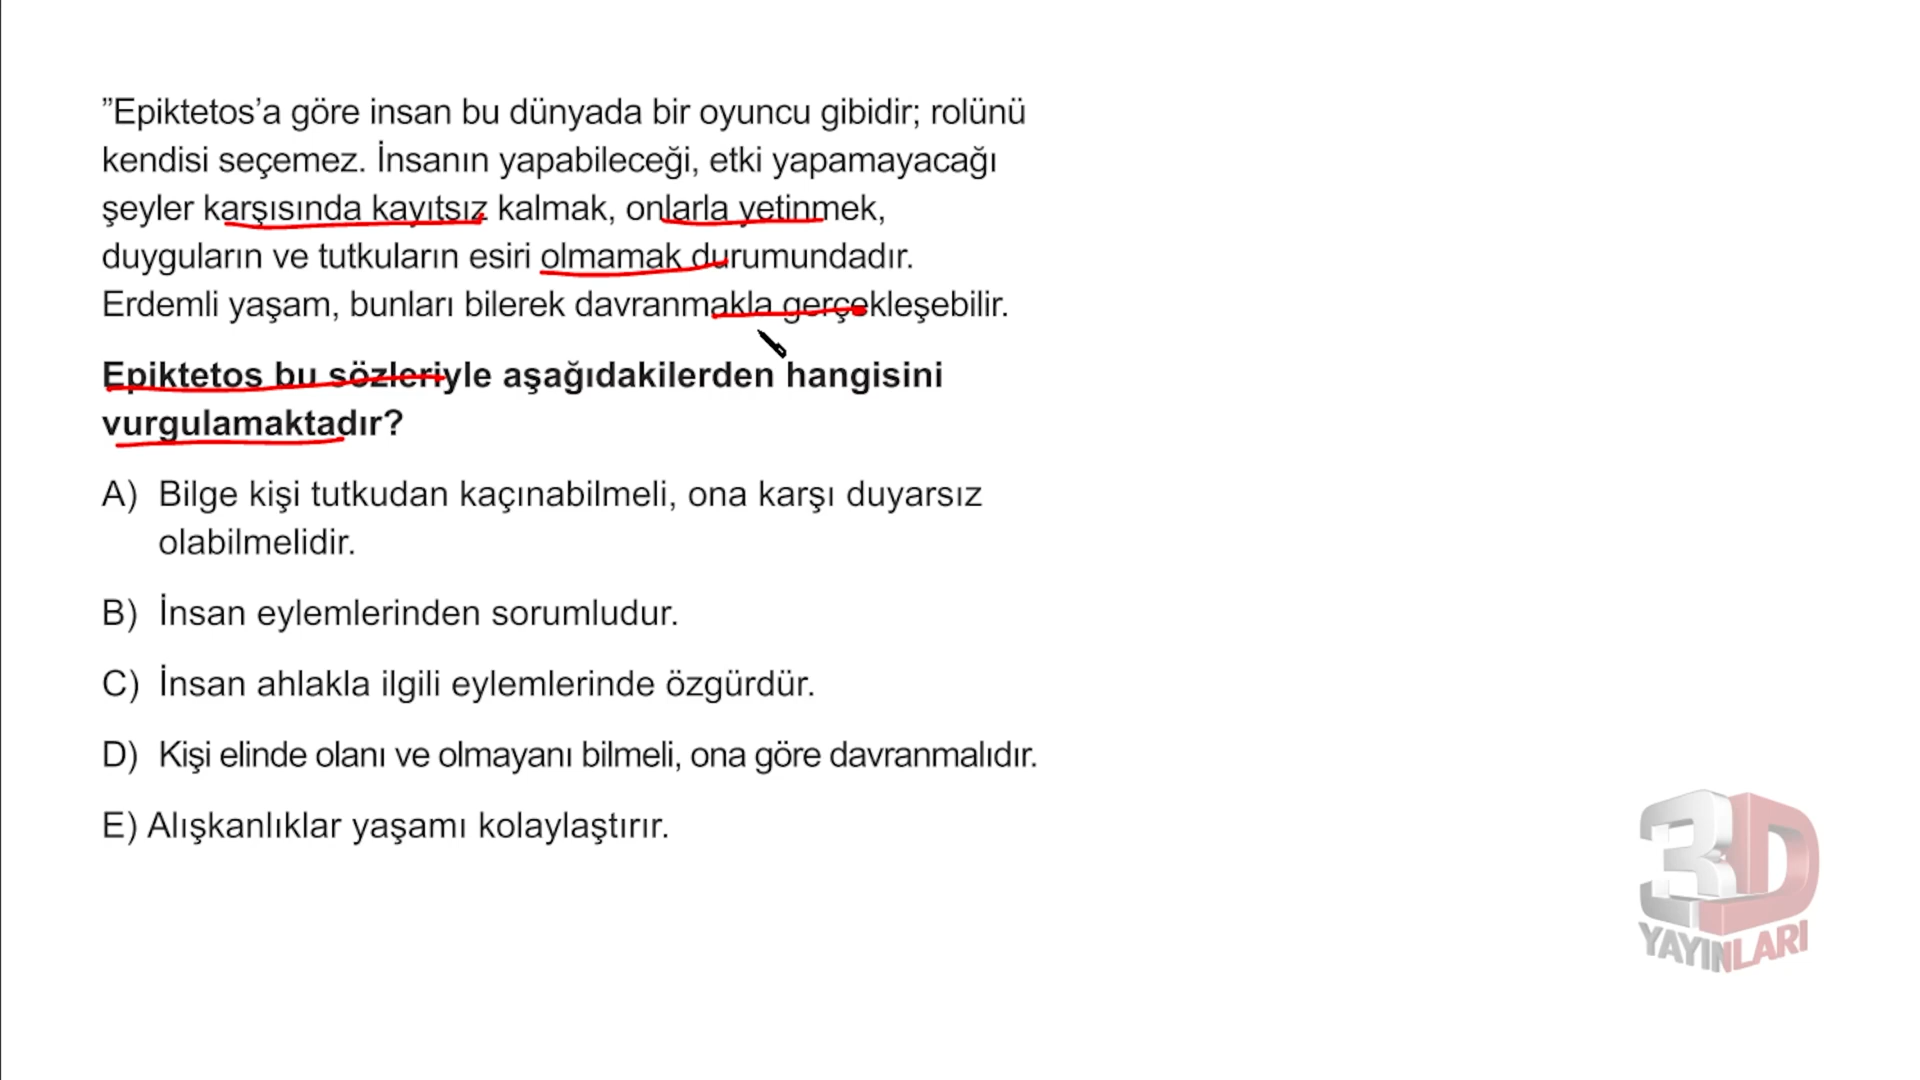 ”Epiktetos’a göre insan bu dünyada bir oyuncu gibidir; rolünü
kendisi seçemez. İnsanın yapabileceği, etki yapamayacağı
şeyler karşısında kayıtsız kalmak, onlarla yetinmek,
duyguların ve tutkuların esiri olmamak durumundadır.
Erdemli yaşam, bunları bilerek davranmakla gerçekleşebilir.
Epiktetos bu sözleriyle aşağıdakilerden hangisini
vurgulamaktadır?
A) Bilge kişi tutkudan kaçınabilmeli, ona karşı duyarsız
olabilmelidir.
B) İnsan eylemlerinden sorumludur.
C) İnsan ahlakla ilgili eylemlerinde özgürdür.
D) Kişi elinde olanı ve olmayanı bilmeli, ona göre davranmalıdır.
E) Alışkanlıklar yaşamı kolaylaştırır.
3D
YAYINLARI